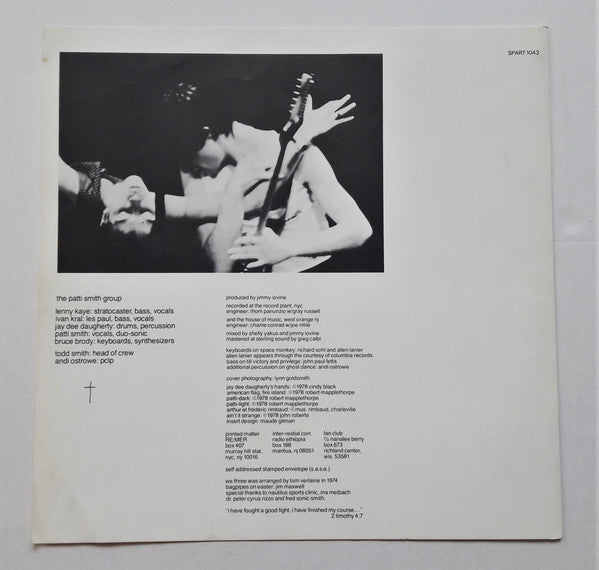 SPART 1043
the patti smith group
lenny kaye: stratocaster, bass, vocals
ivan kral: les paul, bass, vocals
jay dee daugherty: drums, percussion
patti smith: vocals, duo-sonic
bruce brody: keyboards, synthesizers
todd smith: head of crew
andi ostrowe: pclp
produced by jimmy iovine
recorded at the record plant, nyc
engineer: thom panunzio w/gray russell
and the house of music, west orange nj
engineer: charlie conrad w/joe intile
mixed by shelly yakus and jimmy iovine
mastered at sterling sound by greg calbi
keyboards on space monkey: richard sohl and allen lanier
allen lanier appears through the courtesy of columbia records.
bass on till victory and privilege: john paul fetta
additional percussion on ghost dance: andi ostrowe
cover photography: lynn goldsmith
jay dee daugherty's hands: ©1978 cindy black
american flag, fire island: ©1978 robert mapplethorpe
patti-dark: ©1978 robert mapplethorpe
patti-light: ©1978 robert mapplethorpe
arthur et fréderic rimbaud: ©mus. rimbaud, charleville
ain't it strange: ©1978 john roberts
insert design: maude gilman
printed matter
RE/MER
box 407
murray hill stat.
nyc, ny 10016
inter-restial corr.
radio ethiopia
box 188
mantua, nj 08051
fan club
℅ nanalee berry
box 673
richland center,
wis. 53581
self addressed stamped envelope (s.a.s.e.)
we three was arranged by tom verlaine in 1974
bagpipes on easter: jim maxwell
special thanks to nautilus sports clinic, ina meibach
dr. peter cyrus rizzo and fred sonic smith.
"i have fought a good fight, i have finished my course...."
2 timothy 4:7